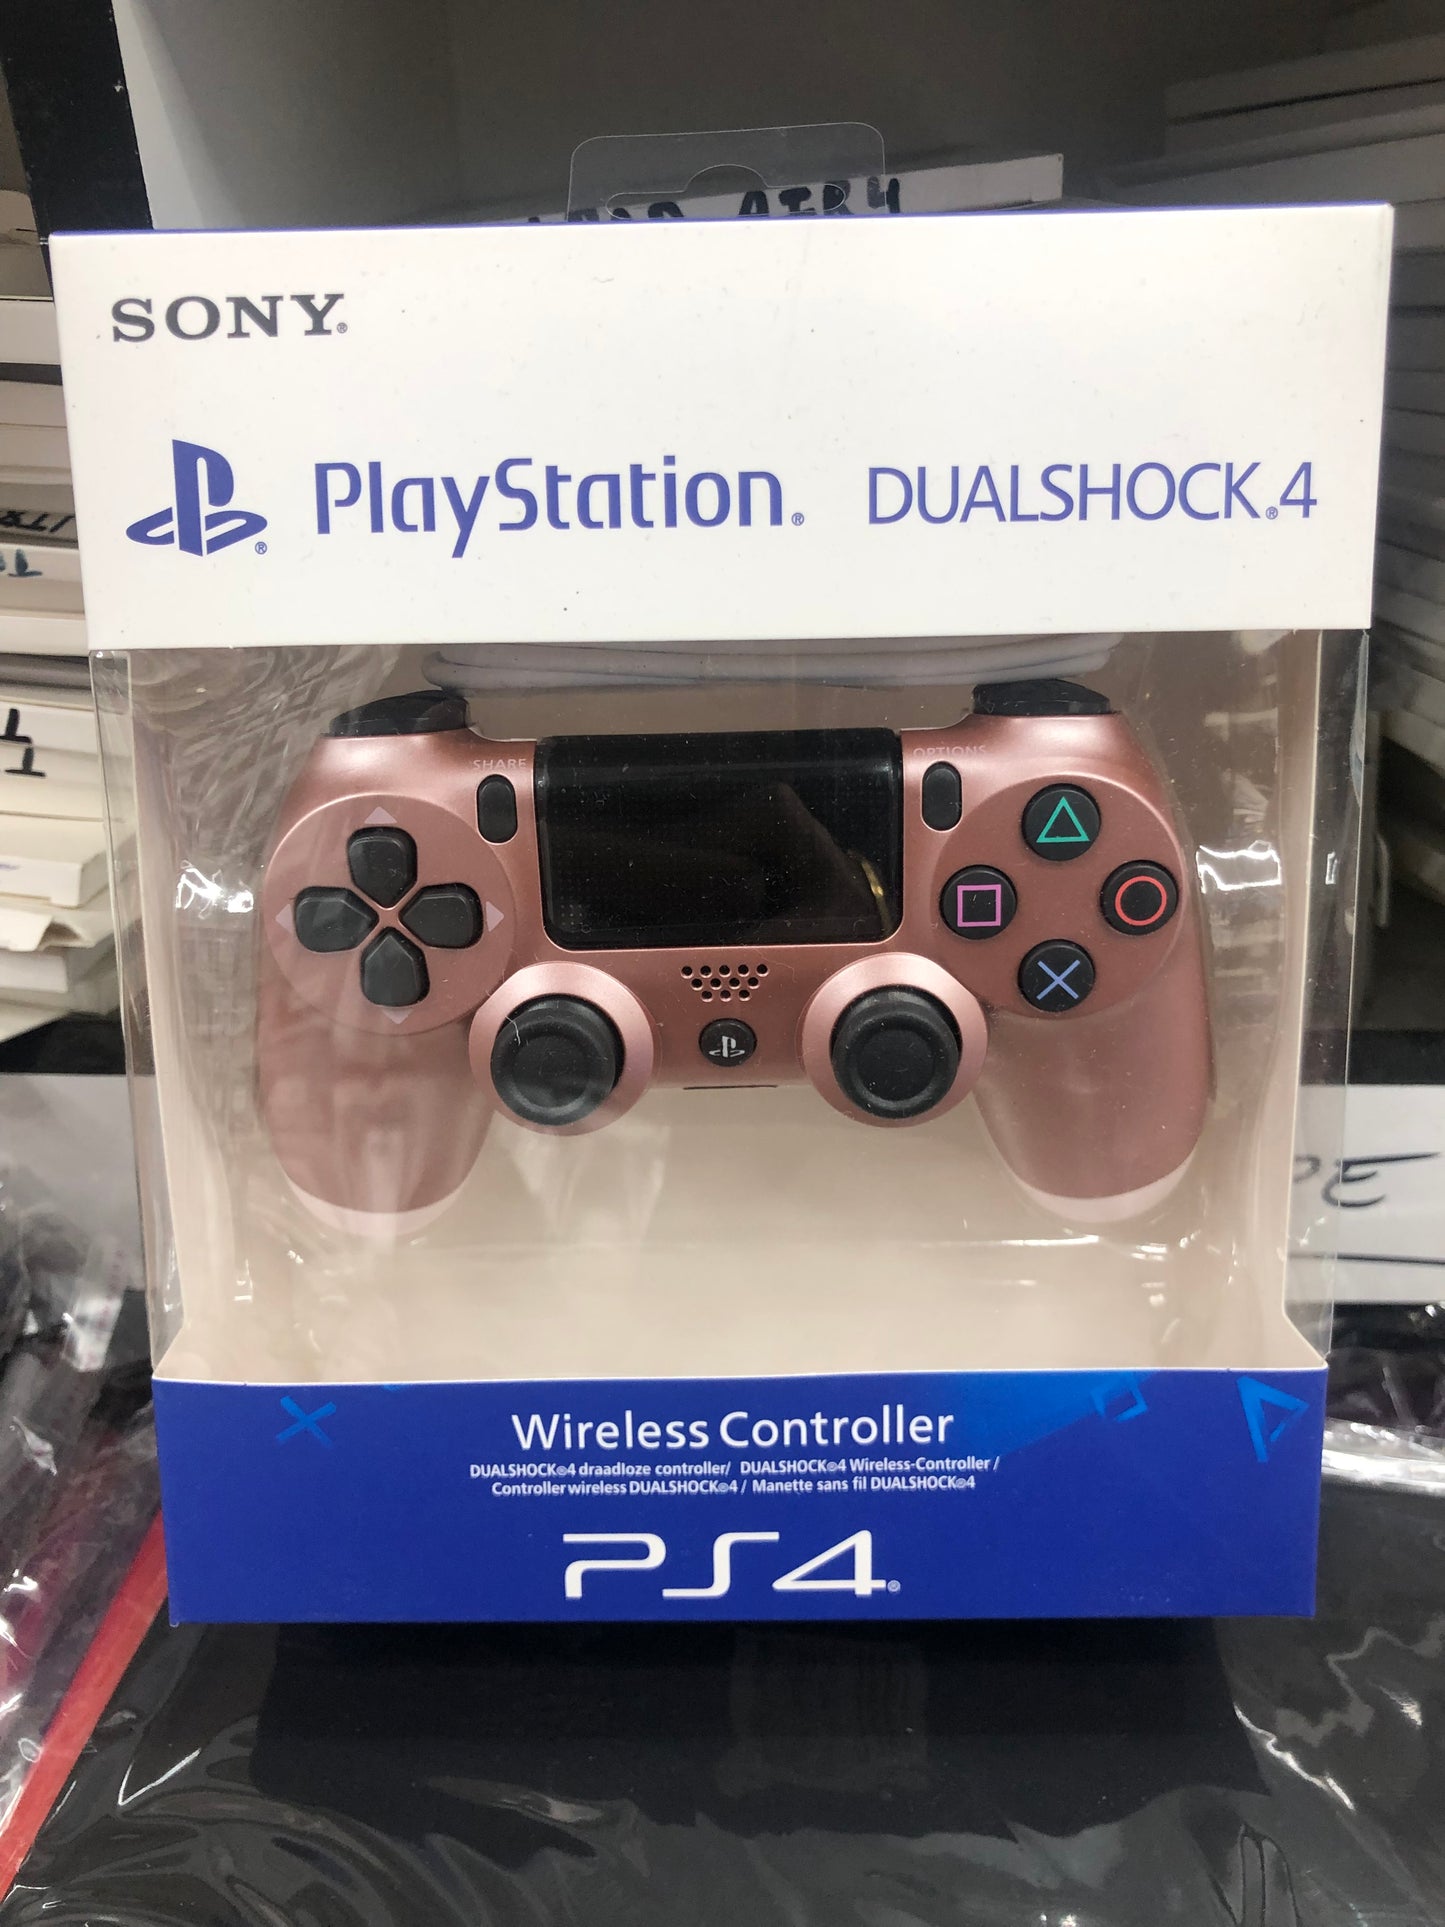 SONY®
PlayStation® DUALSHOCK®4
SHARE
OPTIONS
Wireless Controller
DUALSHOCK®4 draadloze controller/ DUALSHOCK®4 Wireless-Controller /
Controller wireless DUALSHOCK®4 / Manette sans fil DUALSHOCK®4
PS4®